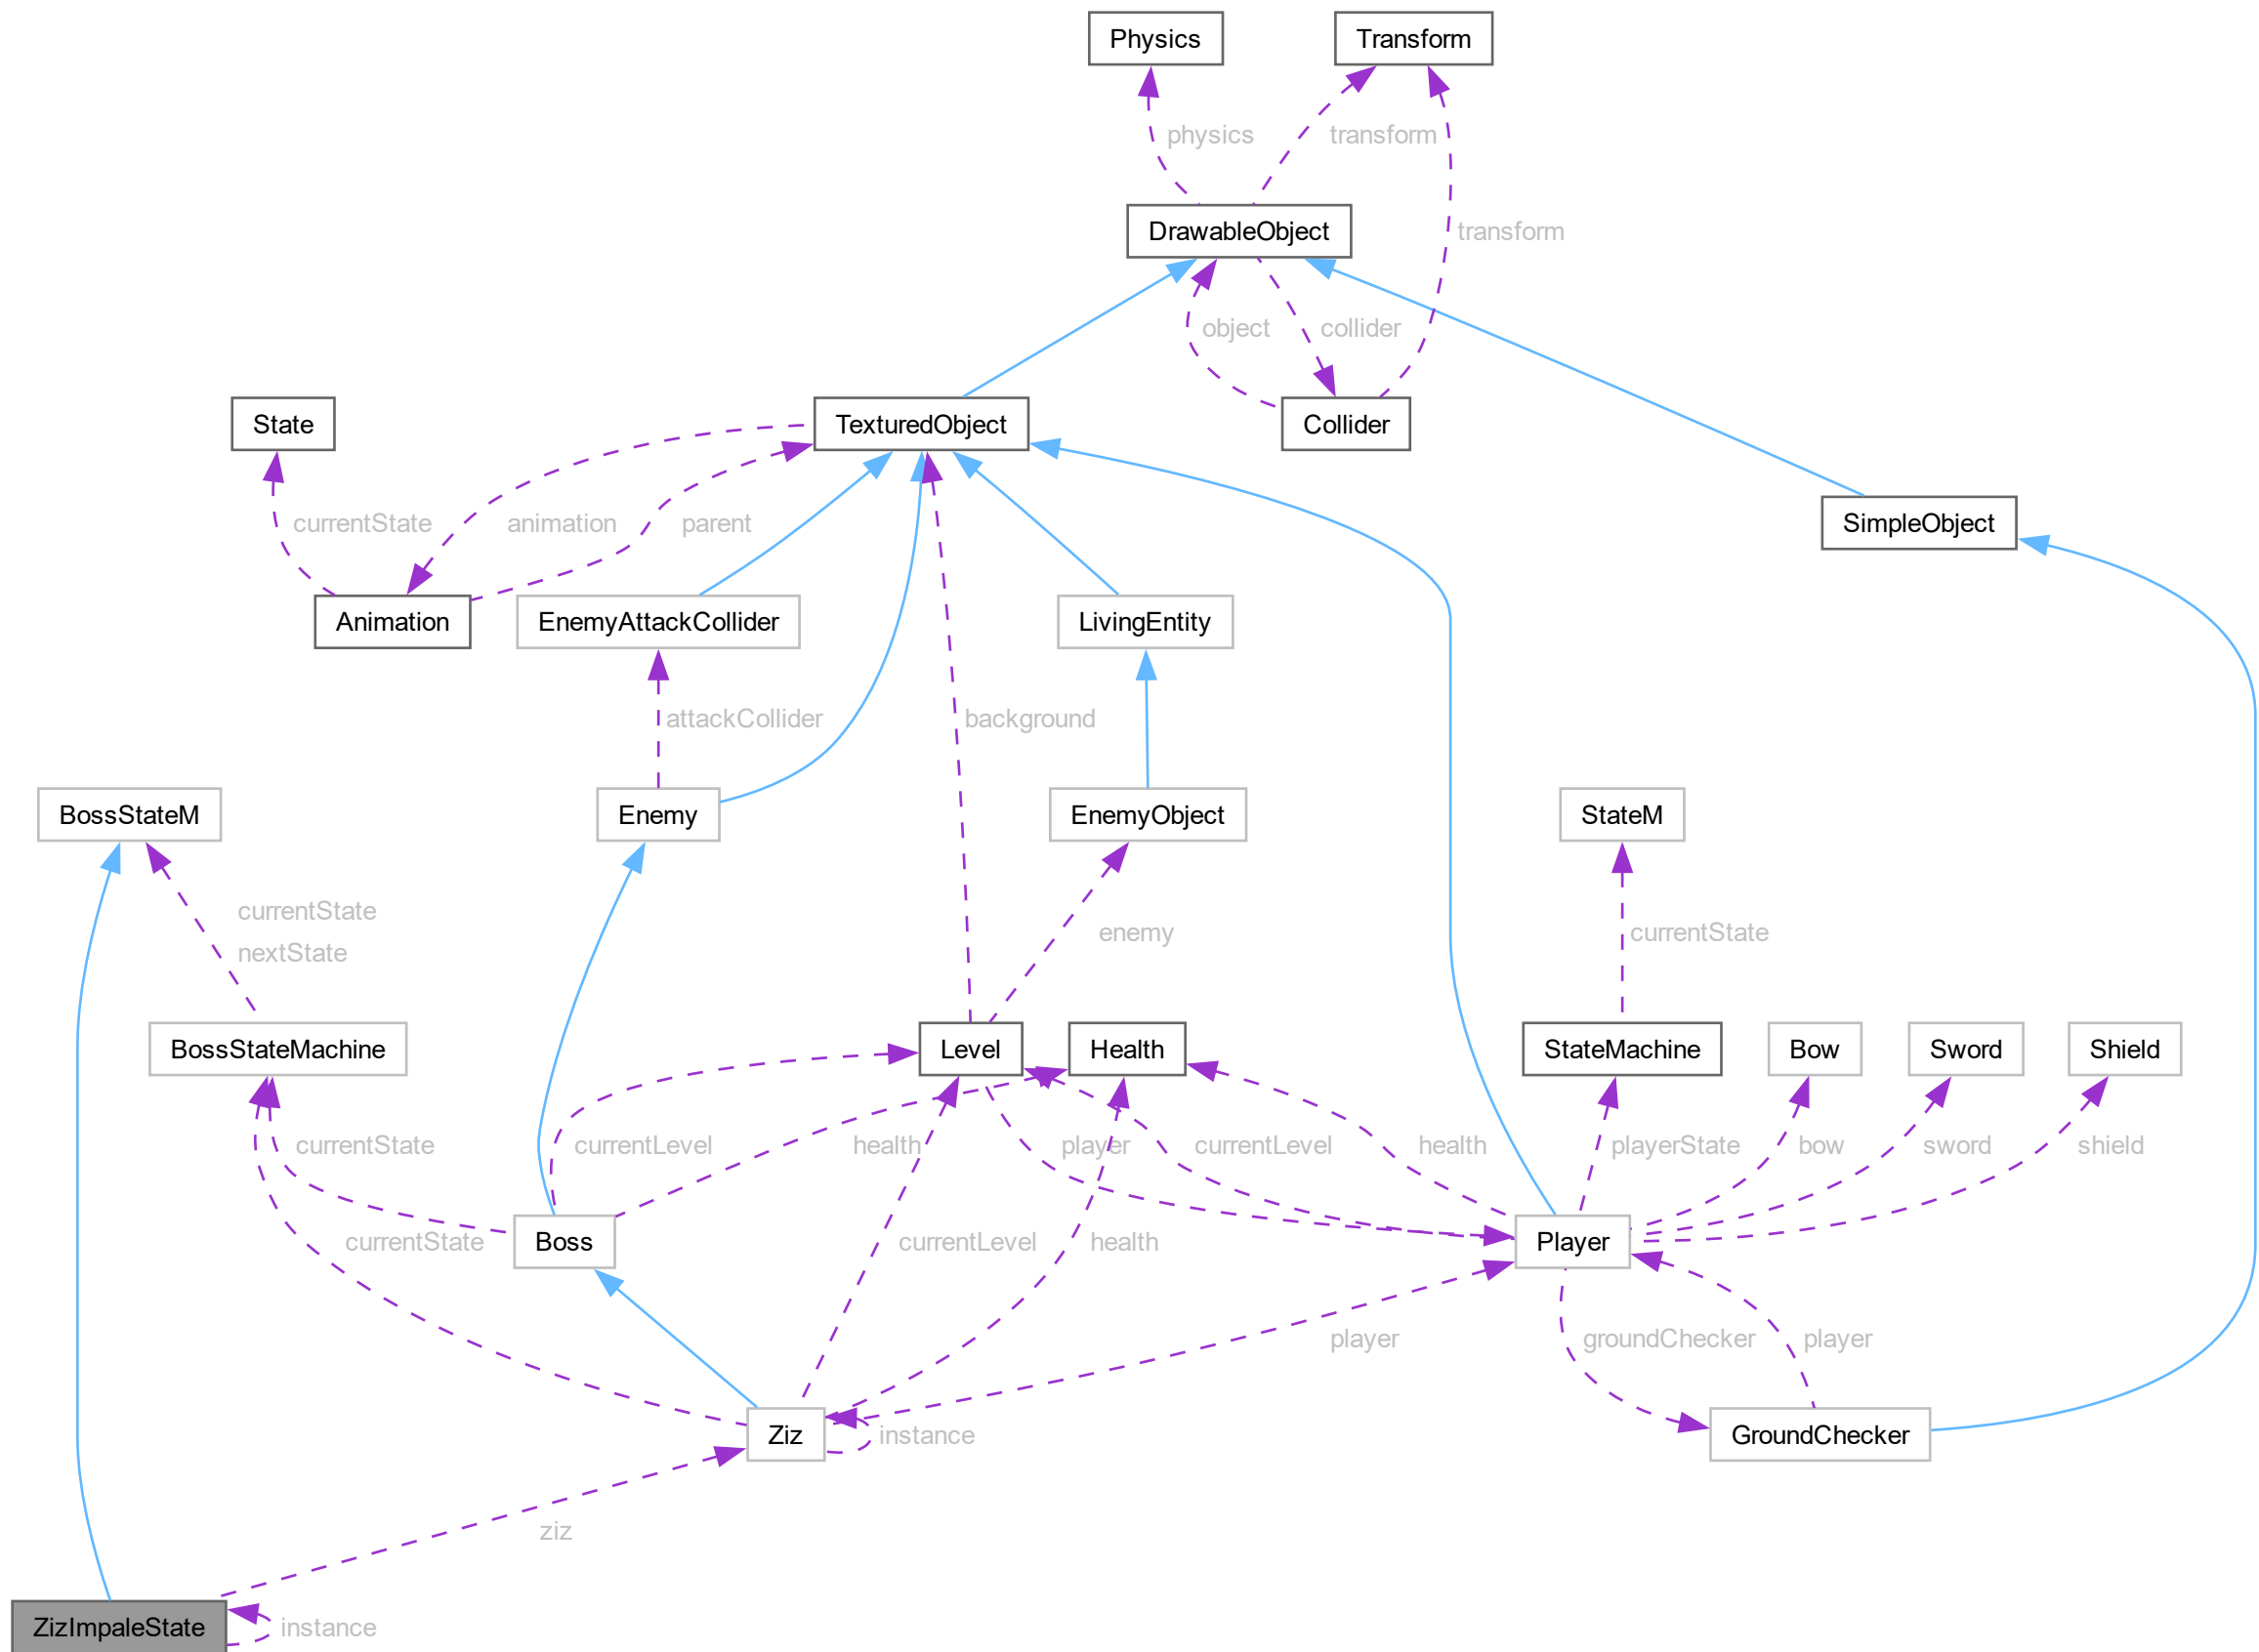 Physics
Transform
physics
transform
DrawableObject
transform
object
collider
State
TexturedObject
Collider
currentState
animation
parent
SimpleObject
Animation
EnemyAttackCollider
LivingEntity
attackCollider
background
BossStateM
Enemy
EnemyObject
StateM
currentState
nextState
enemy
currentState
BossStateMachine
Level
Health
StateMachine
Bow
Sword
Shield
currentState
currentLevel
health
player
currentLevel
health
playerState
bow
sword
shield
currentState
Boss
currentLevel
health
Player
player
groundChecker
player
Ziz
instance
GroundChecker
ziz
ZizImpaleState
instance